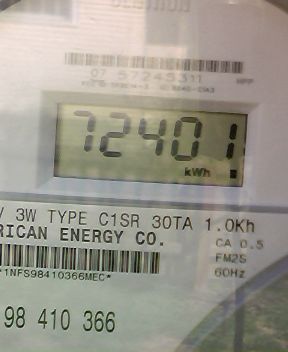 07 57245311
72401
kWh
V 3W TYPE C1SR 30TA 1.0Kh
RICAN ENERGY CO.
CA 0.5
FM2S
60Hz
*1NFS98410366MEC*
98 410 366